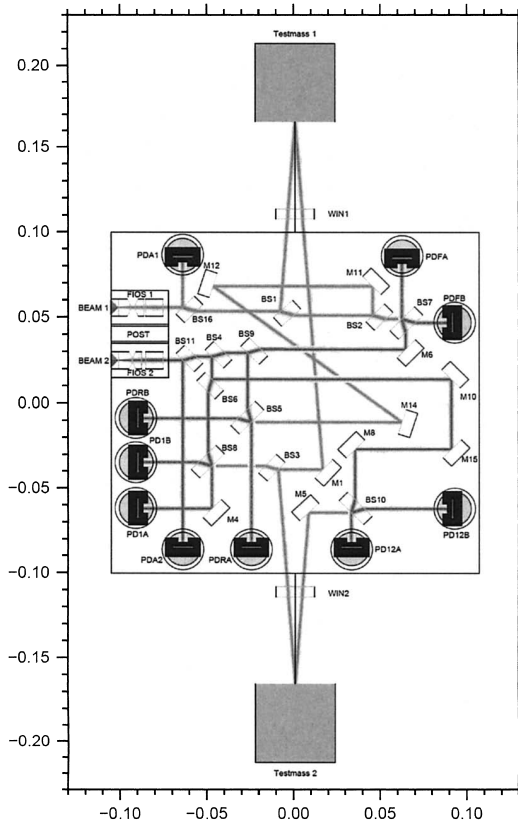 Testmass 1
0.20
0.15
WIN1
0.10
PDA1
M12
M11
PDFA
FIOS 1
BS1
BS7
PDFB
BEAM 1
BS16
BS2
0.05
POST
BS11
BS4
BS9
M6
BEAM 2
FIOS 2
M10
PDRB
BS6
0.00
BS5
M14
PD1B
M8
BS8
BS3
M15
M1
−0.05
M5
BS10
PD1A
M4
PD12B
PDA2
PDRA
PD12A
−0.10
WIN2
−0.15
−0.20
Testmass 2
−0.10
−0.05
0.00
0.05
0.10